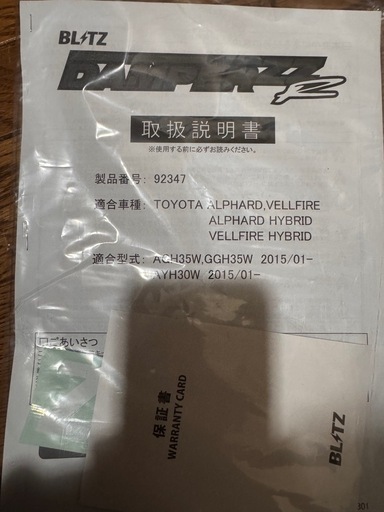 BLITZ
DAMPER ZZ-R
取扱説明書
※使用する前に必ずお読みください。
製品番号: 92347
適合車種: TOYOTA ALPHARD,VELLFIRE
ALPHARD HYBRID
VELLFIRE HYBRID
適合型式: AGH35W,GGH35W 2015/01-
AYH30W 2015/01-
ごあいさつ
保証書
WARRANTY CARD
BLITZ
301